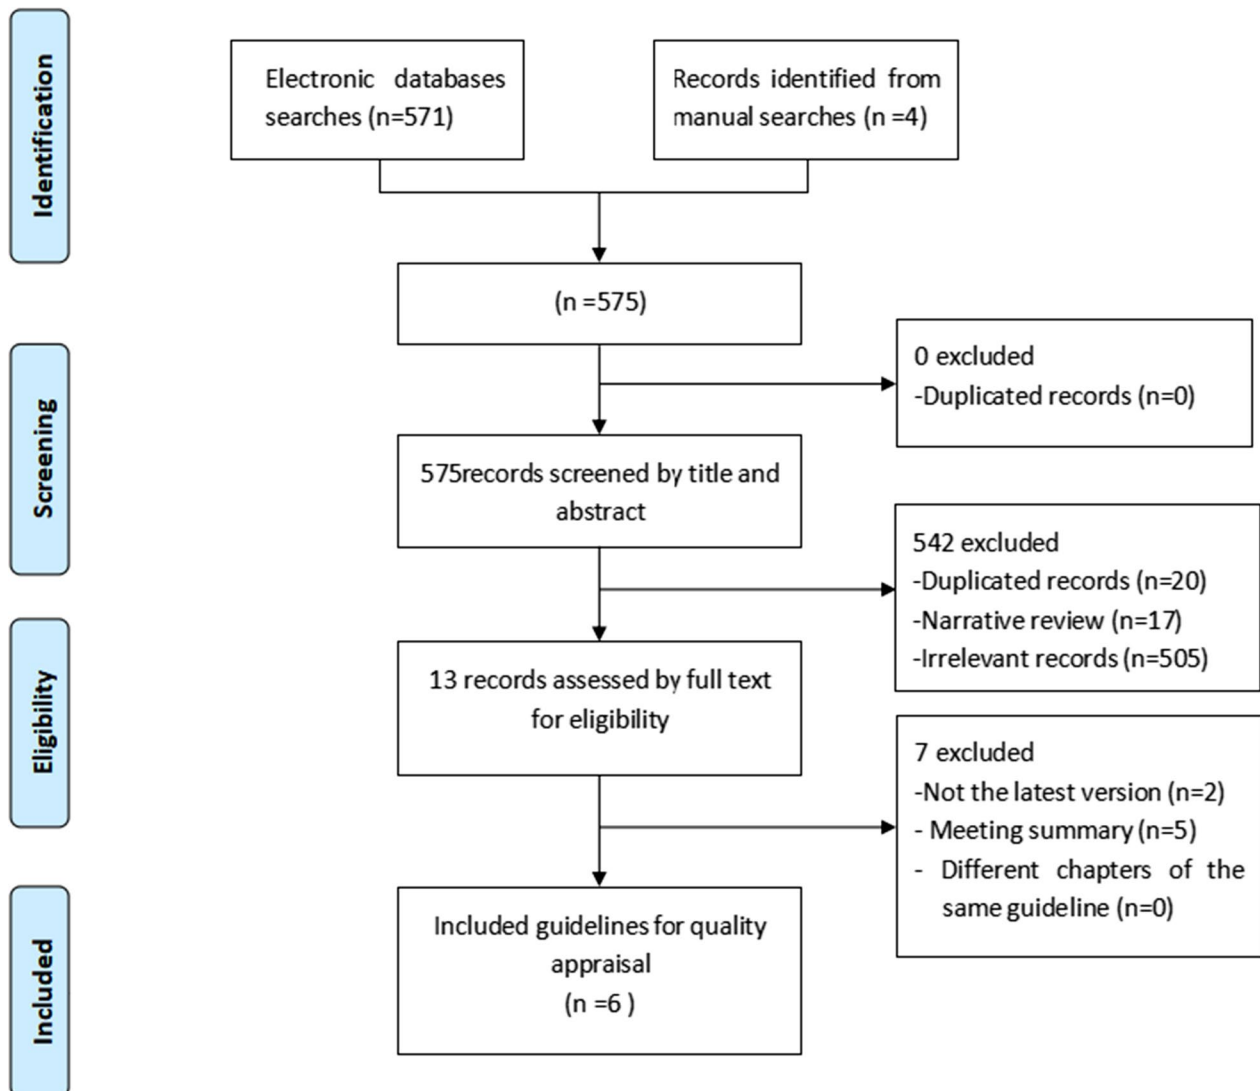 Identification
Electronic databases
searches (n=571)
Records identified from
manual searches (n =4)
(n =575)
0 excluded
-Duplicated records (n=0)
Screening
575records screened by title and
abstract
542 excluded
-Duplicated records (n=20)
-Narrative review (n=17)
-Irrelevant records (n=505)
Eligibility
13 records assessed by full text
for eligibility
7 excluded
-Not the latest version (n=2)
- Meeting summary (n=5)
- Different chapters of the
same guideline (n=0)
Included
Included guidelines for quality
appraisal
(n =6 )